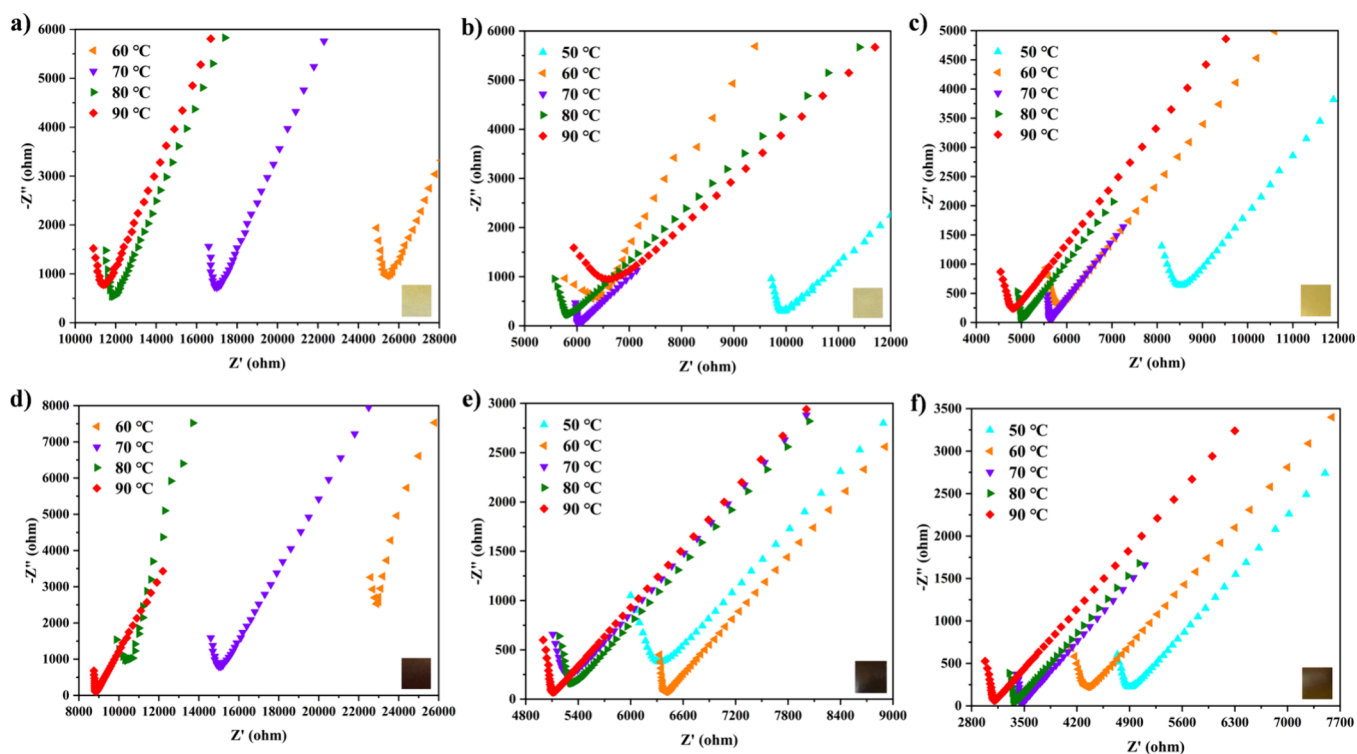 a)
6000
5000
4000
3000
2000
1000
0
-Z'' (ohm)
60 °C
70 °C
80 °C
90 °C
10000 12000 14000 16000 18000 20000 22000 24000 26000 28000
Z' (ohm)
b)
6000
5000
4000
3000
2000
1000
0
-Z'' (ohm)
50 °C
60 °C
70 °C
80 °C
90 °C
5000 6000 7000 8000 9000 10000 11000 12000
Z' (ohm)
c)
5000
4500
4000
3500
3000
2500
2000
1500
1000
500
0
-Z'' (ohm)
50 °C
60 °C
70 °C
80 °C
90 °C
4000 5000 6000 7000 8000 9000 10000 11000 12000
Z' (ohm)
d)
8000
7000
6000
5000
4000
3000
2000
1000
0
-Z'' (ohm)
60 °C
70 °C
80 °C
90 °C
8000 10000 12000 14000 16000 18000 20000 22000 24000 26000
Z' (ohm)
e)
3000
2500
2000
1500
1000
500
0
-Z'' (ohm)
50 °C
60 °C
70 °C
80 °C
90 °C
4800 5400 6000 6600 7200 7800 8400 9000
Z' (ohm)
f)
3500
3000
2500
2000
1500
1000
500
0
-Z'' (ohm)
50 °C
60 °C
70 °C
80 °C
90 °C
2800 3500 4200 4900 5600 6300 7000 7700
Z' (ohm)